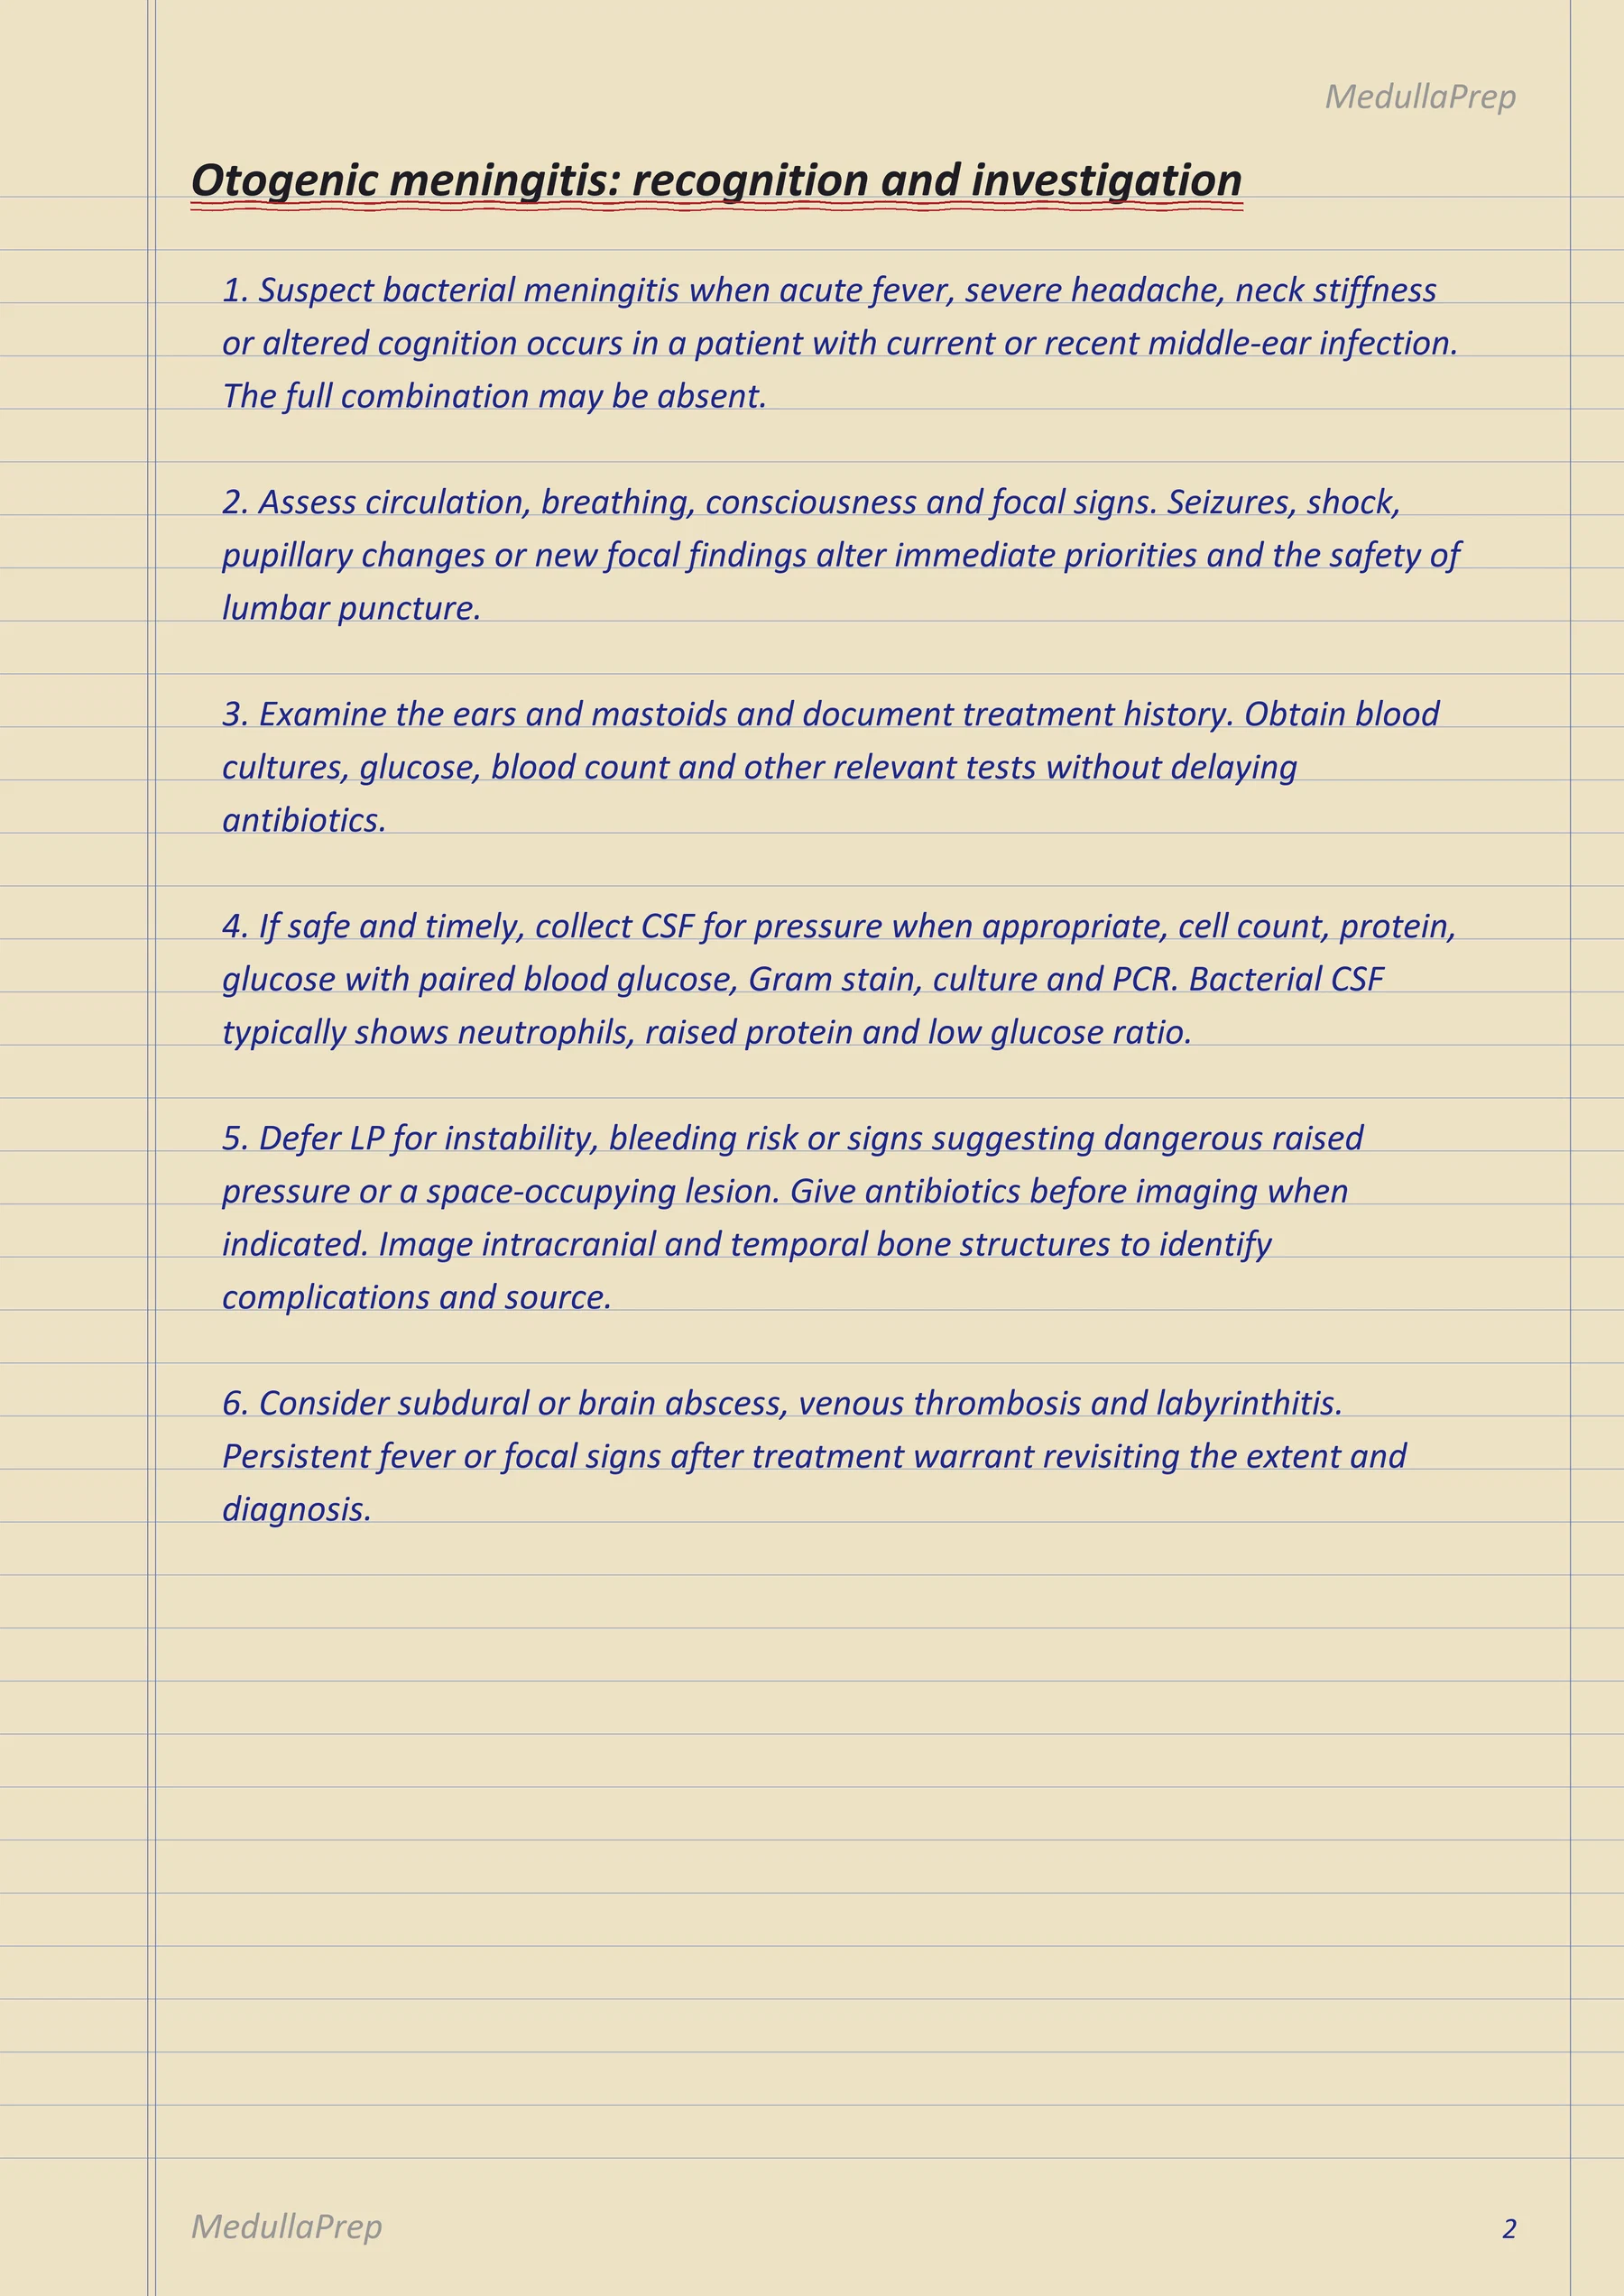 MedullaPrep
Otogenic meningitis: recognition and investigation
1. Suspect bacterial meningitis when acute fever, severe headache, neck stiffness
or altered cognition occurs in a patient with current or recent middle-ear infection.
The full combination may be absent.
2. Assess circulation, breathing, consciousness and focal signs. Seizures, shock,
pupillary changes or new focal findings alter immediate priorities and the safety of
lumbar puncture.
3. Examine the ears and mastoids and document treatment history. Obtain blood
cultures, glucose, blood count and other relevant tests without delaying
antibiotics.
4. If safe and timely, collect CSF for pressure when appropriate, cell count, protein,
glucose with paired blood glucose, Gram stain, culture and PCR. Bacterial CSF
typically shows neutrophils, raised protein and low glucose ratio.
5. Defer LP for instability, bleeding risk or signs suggesting dangerous raised
pressure or a space-occupying lesion. Give antibiotics before imaging when
indicated. Image intracranial and temporal bone structures to identify
complications and source.
6. Consider subdural or brain abscess, venous thrombosis and labyrinthitis.
Persistent fever or focal signs after treatment warrant revisiting the extent and
diagnosis.
MedullaPrep
2